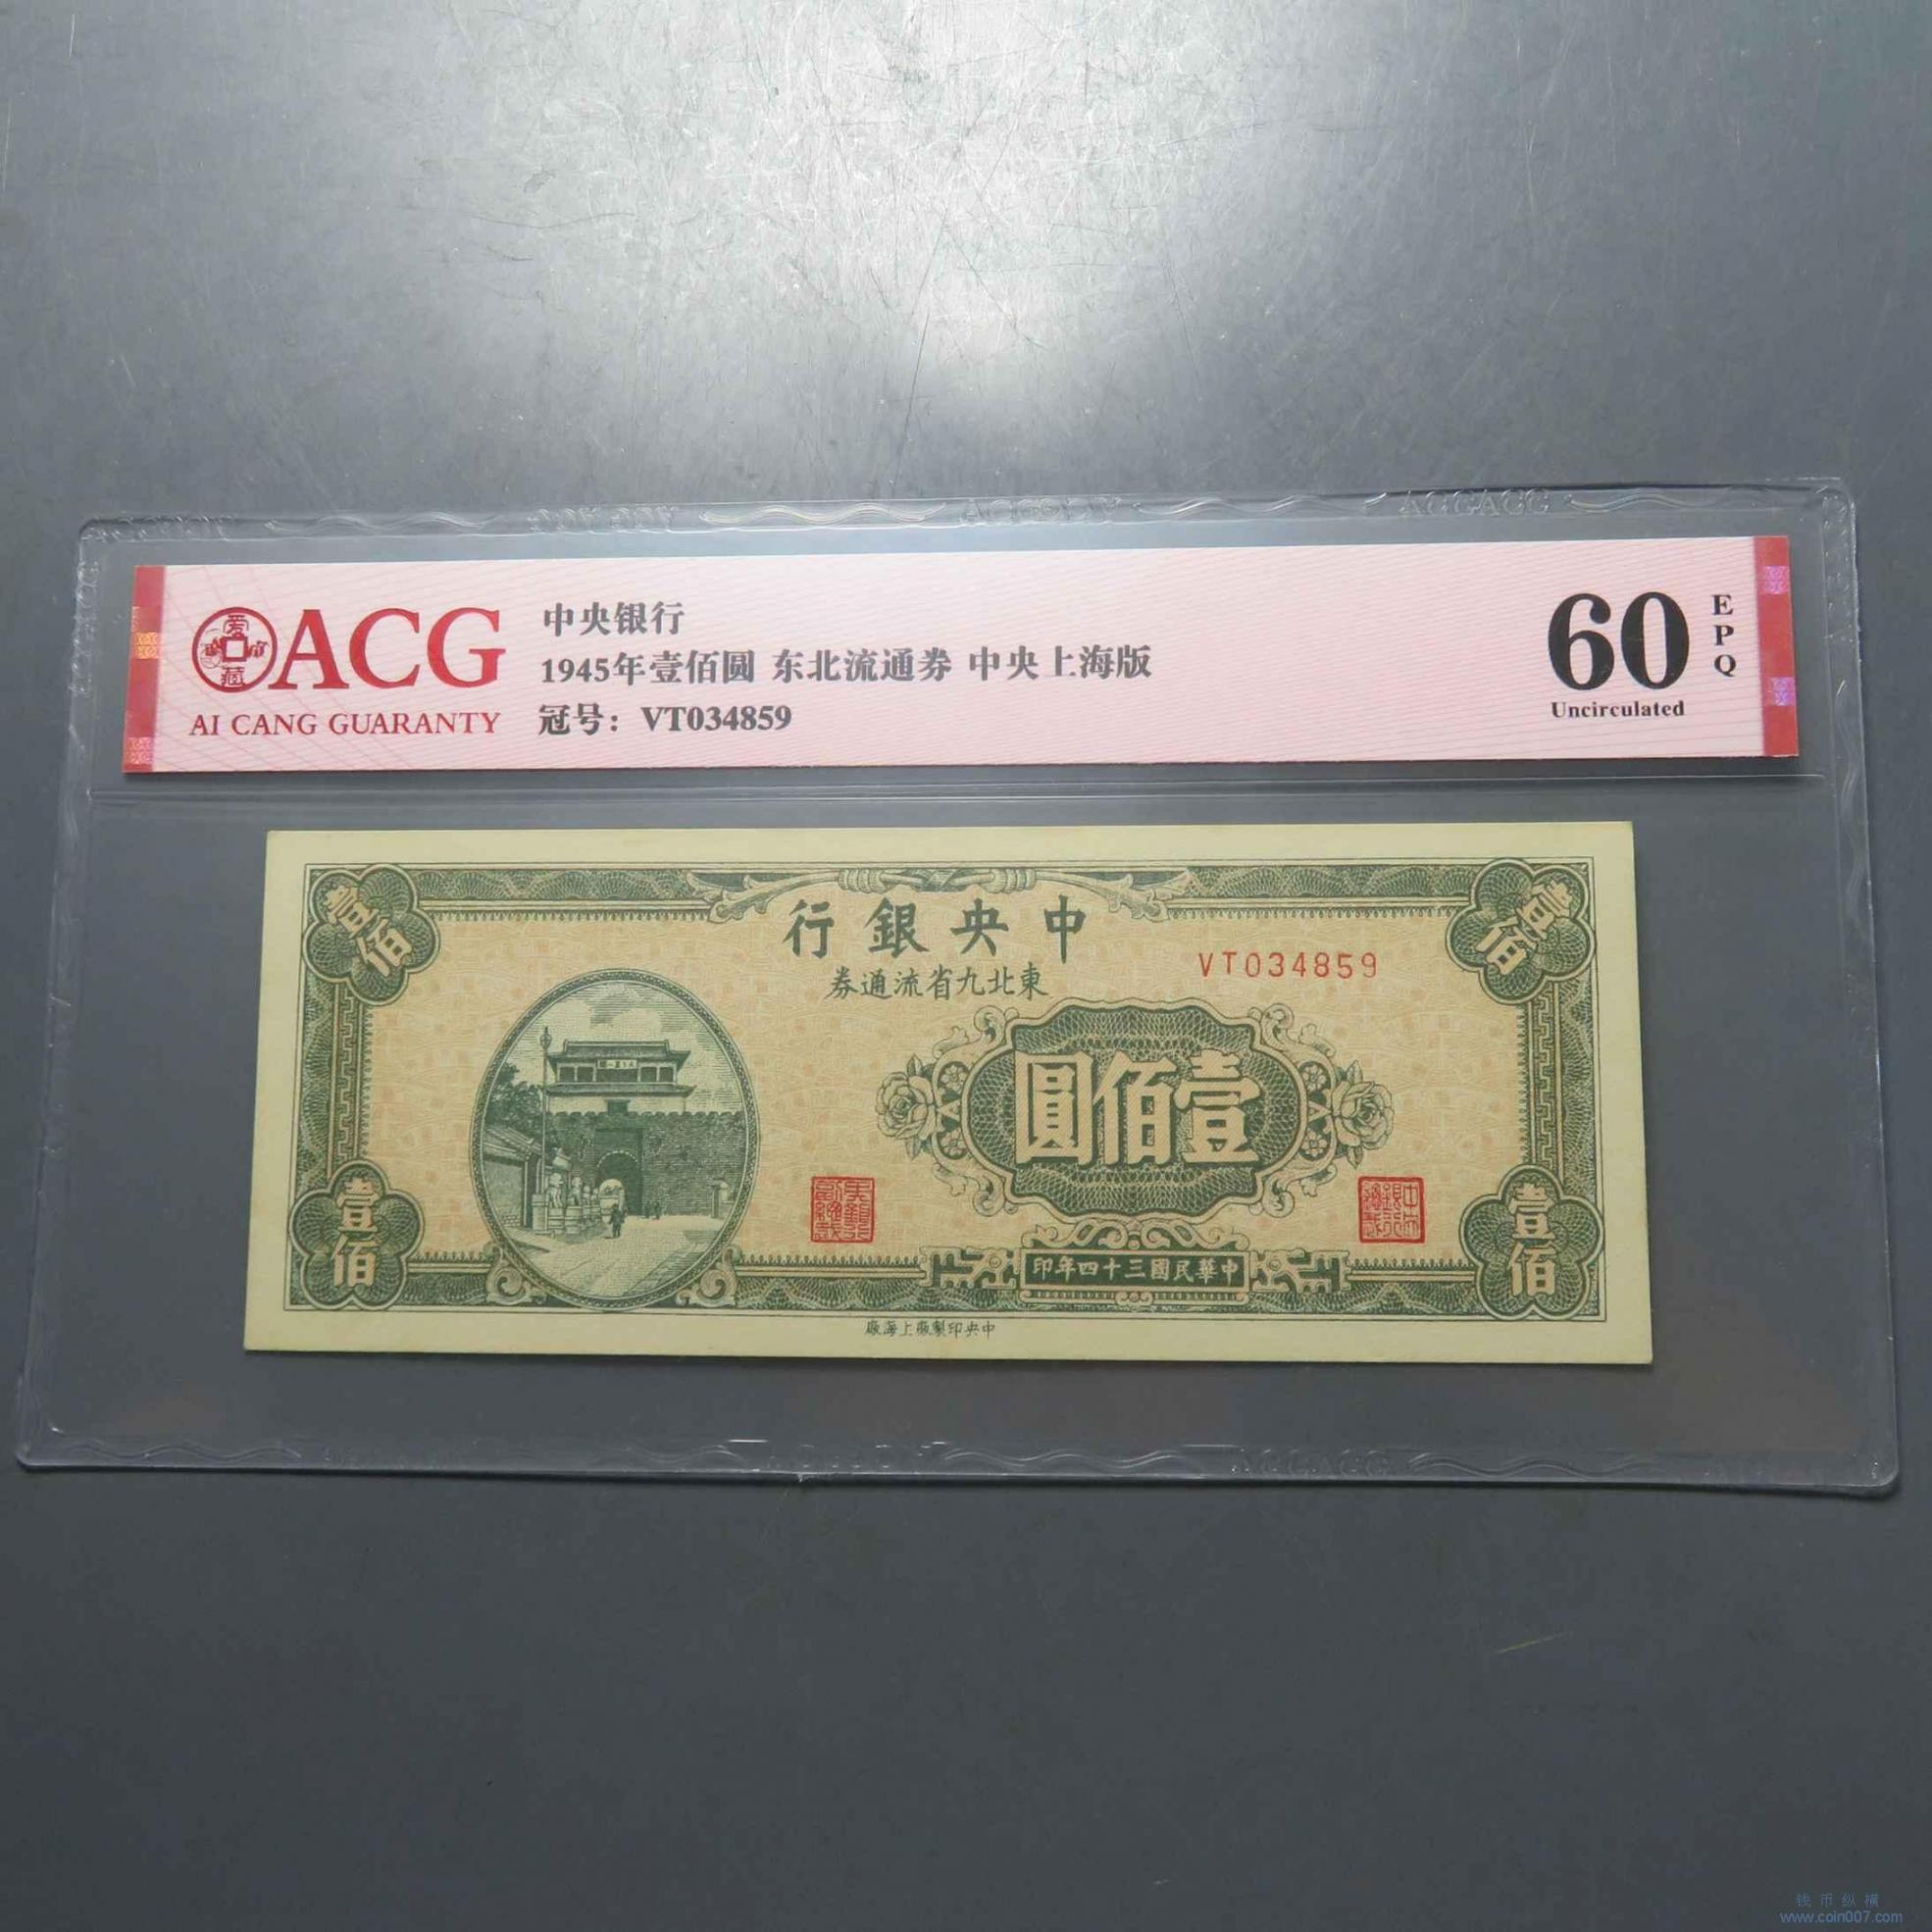 ACG
AI CANG GUARANTY
中央银行
1945年壹佰圆 东北流通券 中央上海版
冠号：VT034859
60
EPQ
Uncirculated
壹佰
行銀央中
券通流省九北東
VT034859
壹佰
圓佰壹
壹佰
印年四十三國民華中
壹佰
廠海上廠製印央中
钱币纵横
www.coin007.com